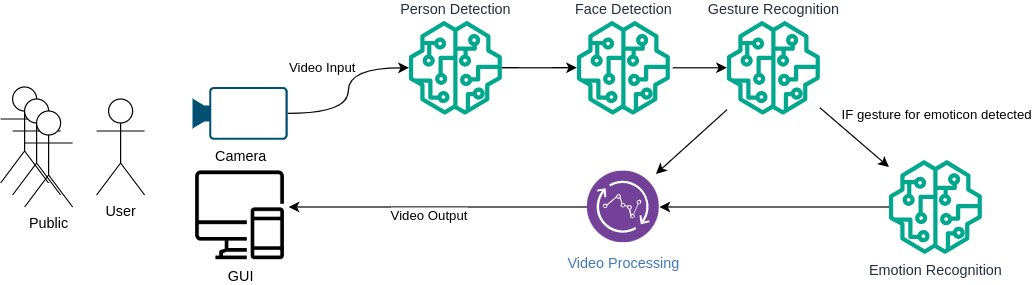 Person Detection
Face Detection
Gesture Recognition
Video Input
IF gesture for emoticon detected
Camera
User
Public
Video Output
Video Processing
Emotion Recognition
GUI